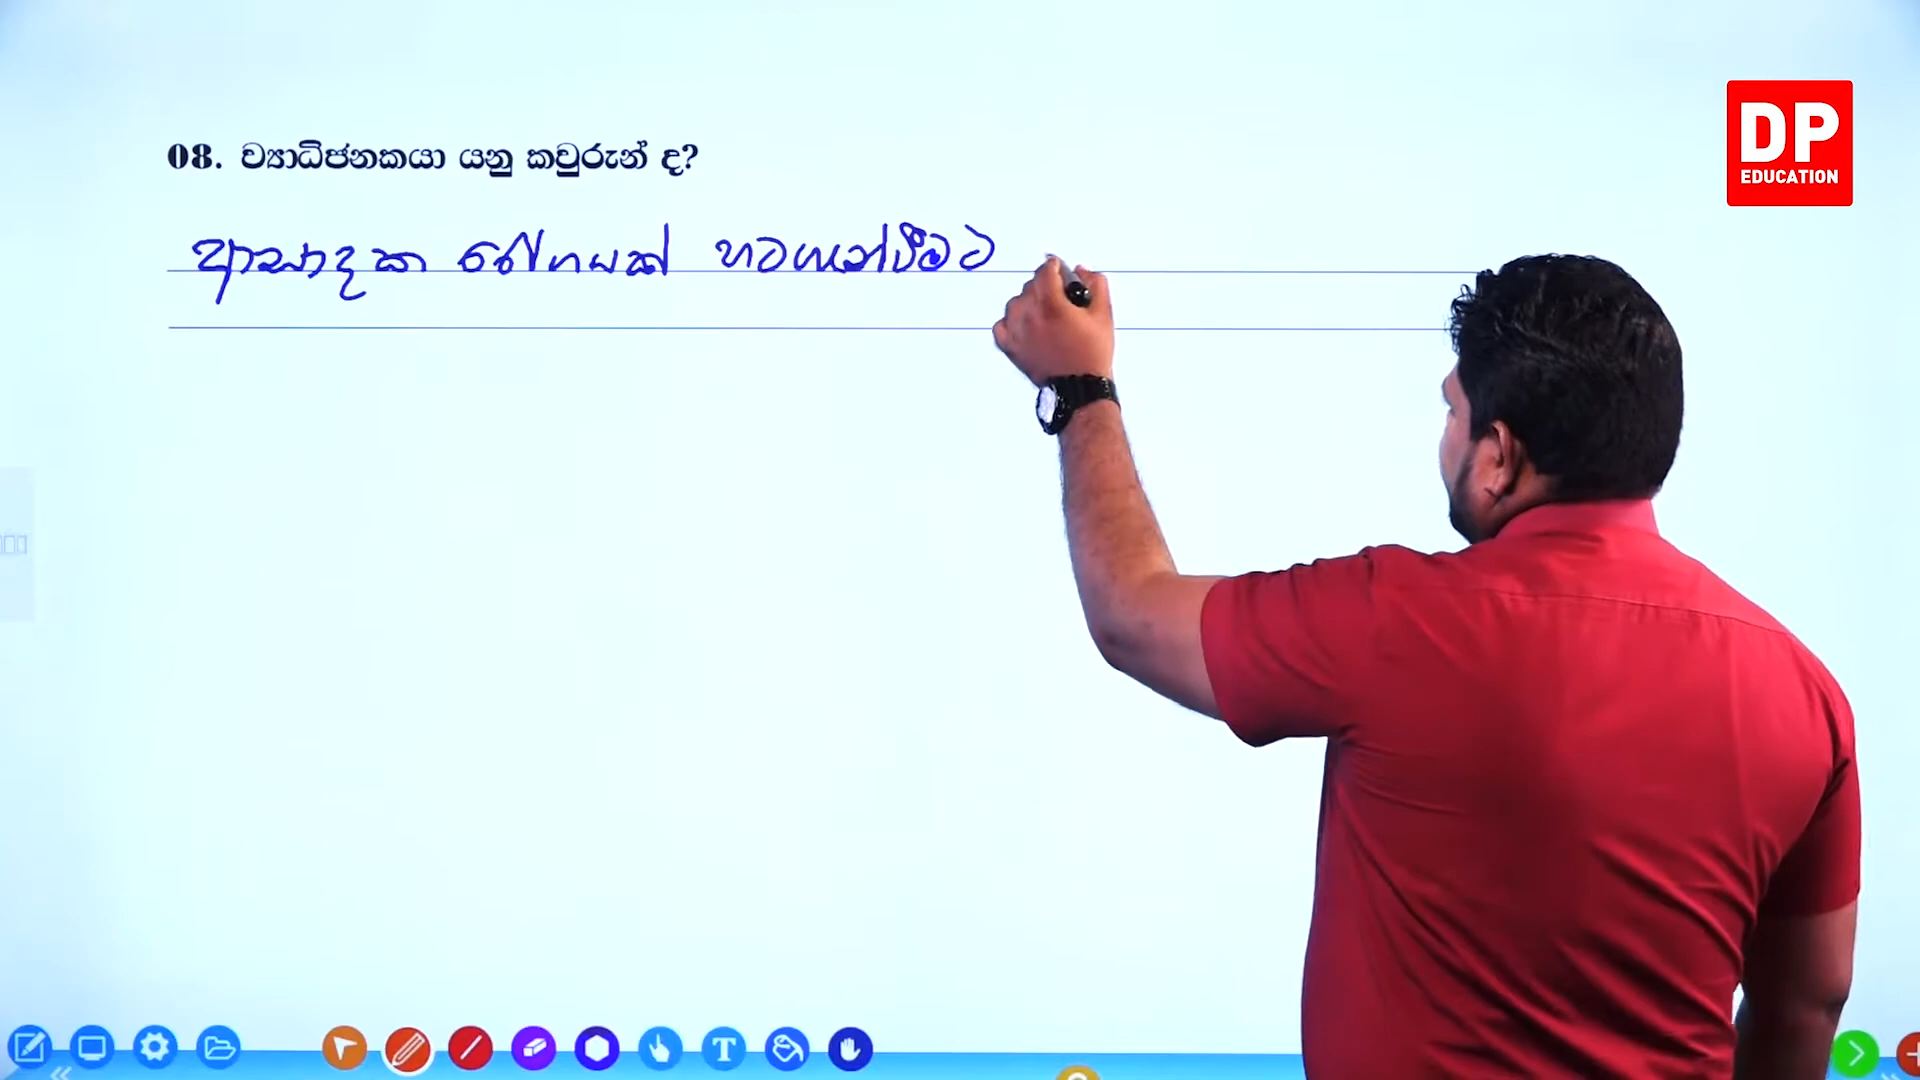 DP
EDUCATION
08. ව්‍යාධිජනකයා යනු කවුරුන් ද?
ආසාදක රෝගයක් හටගැන්වීමට
T